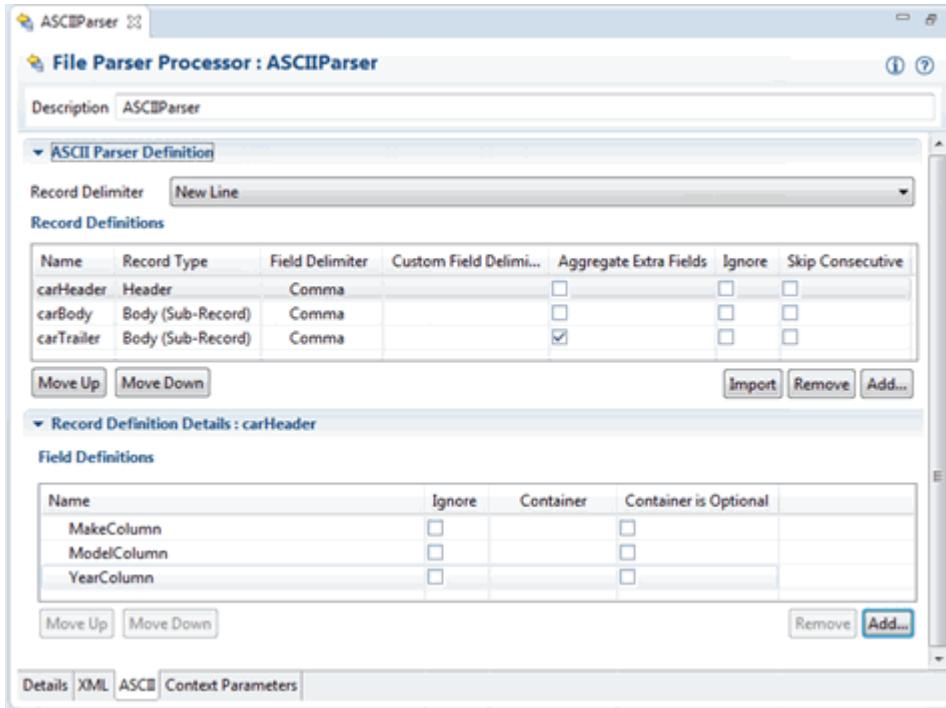 ASCIIParser
File Parser Processor : ASCIIParser
Description ASCIIParser
ASCII Parser Definition
Record Delimiter New Line
Record Definitions
Name Record Type Field Delimiter Custom Field Delimi... Aggregate Extra Fields Ignore Skip Consecutive
carHeader Header Comma
carBody Body (Sub-Record) Comma
carTrailer Body (Sub-Record) Comma
Move Up Move Down Import Remove Add...
Record Definition Details : carHeader
Field Definitions
Name Ignore Container Container is Optional
MakeColumn
ModelColumn
YearColumn
Move Up Move Down Remove Add...
Details XML ASCII Context Parameters